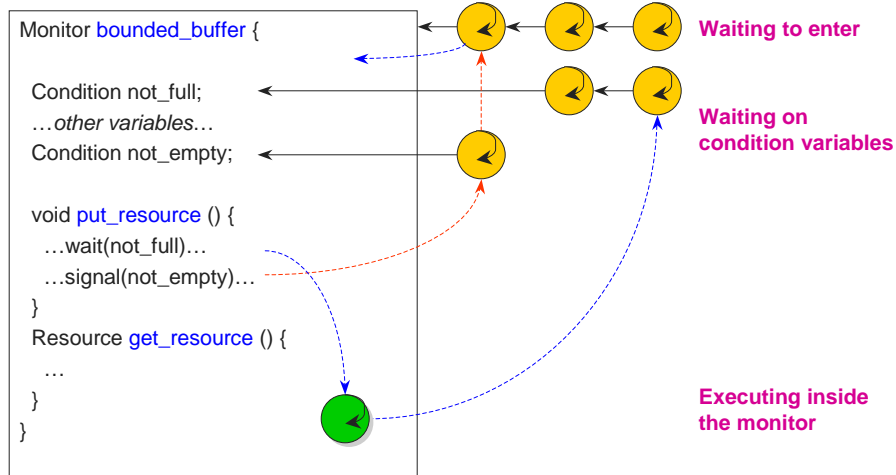 Monitor bounded_buffer {
Waiting to enter
Condition not_full;
…other variables…
Condition not_empty;
Waiting on
condition variables
void put_resource () {
…wait(not_full)…
…signal(not_empty)…
}
Resource get_resource () {
…
}
}
Executing inside
the monitor